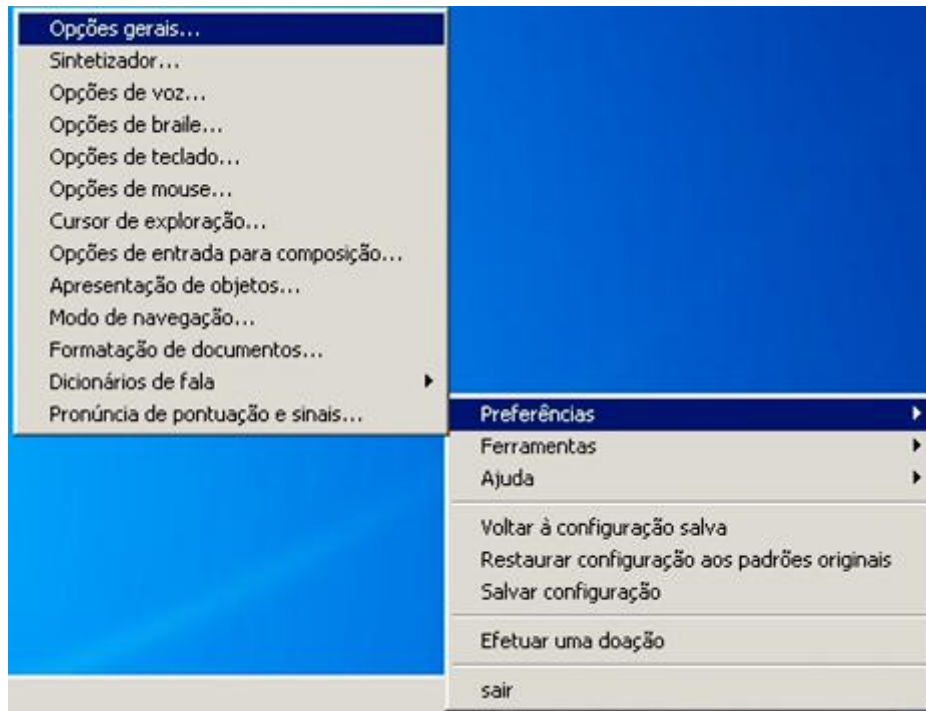 Opções gerais...
Sintetizador...
Opções de voz...
Opções de braile...
Opções de teclado...
Opções de mouse...
Cursor de exploração...
Opções de entrada para composição...
Apresentação de objetos...
Modo de navegação...
Formatação de documentos...
Dicionários de fala
Pronúncia de pontuação e sinais...
Preferências
Ferramentas
Ajuda
Voltar à configuração salva
Restaurar configuração aos padrões originais
Salvar configuração
Efetuar uma doação
sair